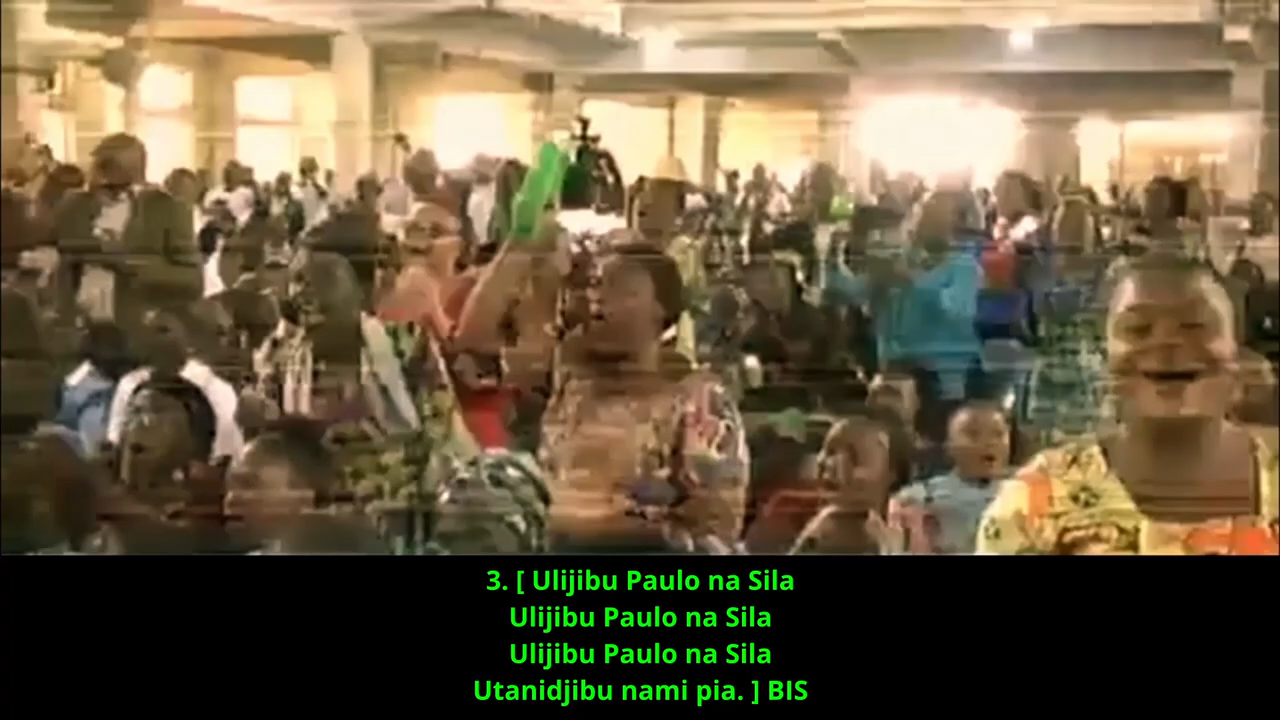 3. [ Ulijibu Paulo na Sila
Ulijibu Paulo na Sila
Ulijibu Paulo na Sila
Utanidjibu nami pia. ] BIS